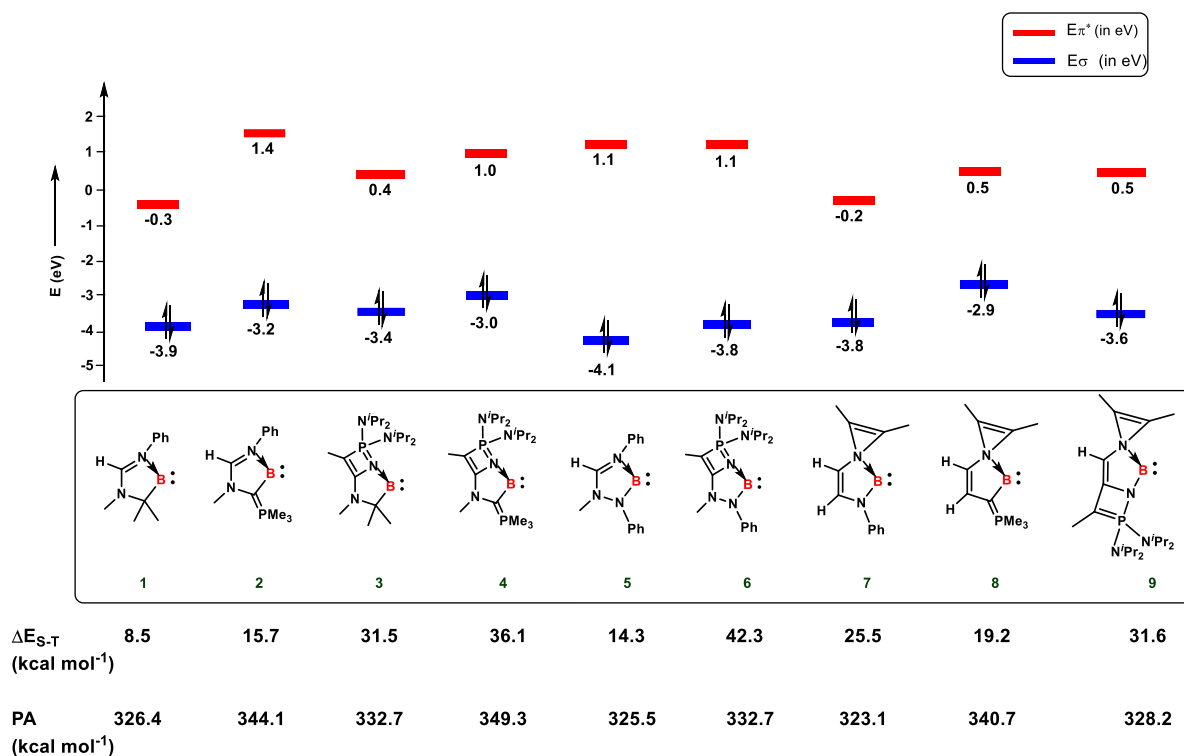 Eπ* (in eV)
Eσ (in eV)
E (eV)
2
1
0
-1
-2
-3
-4
-5
-0.3
1.4
0.4
1.0
1.1
1.1
-0.2
0.5
0.5
-3.9
-3.2
-3.4
-3.0
-4.1
-3.8
-3.8
-2.9
-3.6
Ph
H
N
B
N
1
Ph
H
N
B
N
PMe3
2
NiPr2
P
NiPr2
N
B
N
3
NiPr2
P
NiPr2
N
B
N
PMe3
4
Ph
H
N
B
N
N
Ph
5
NiPr2
P
NiPr2
N
B
N
N
Ph
6
N
H
B
N
H
Ph
7
N
H
B
H
PMe3
8
N
H
B
N
P
NiPr2
NiPr2
9
ΔES-T 8.5 15.7 31.5 36.1 14.3 42.3 25.5 19.2 31.6
(kcal mol-1)
PA 326.4 344.1 332.7 349.3 325.5 332.7 323.1 340.7 328.2
(kcal mol-1)